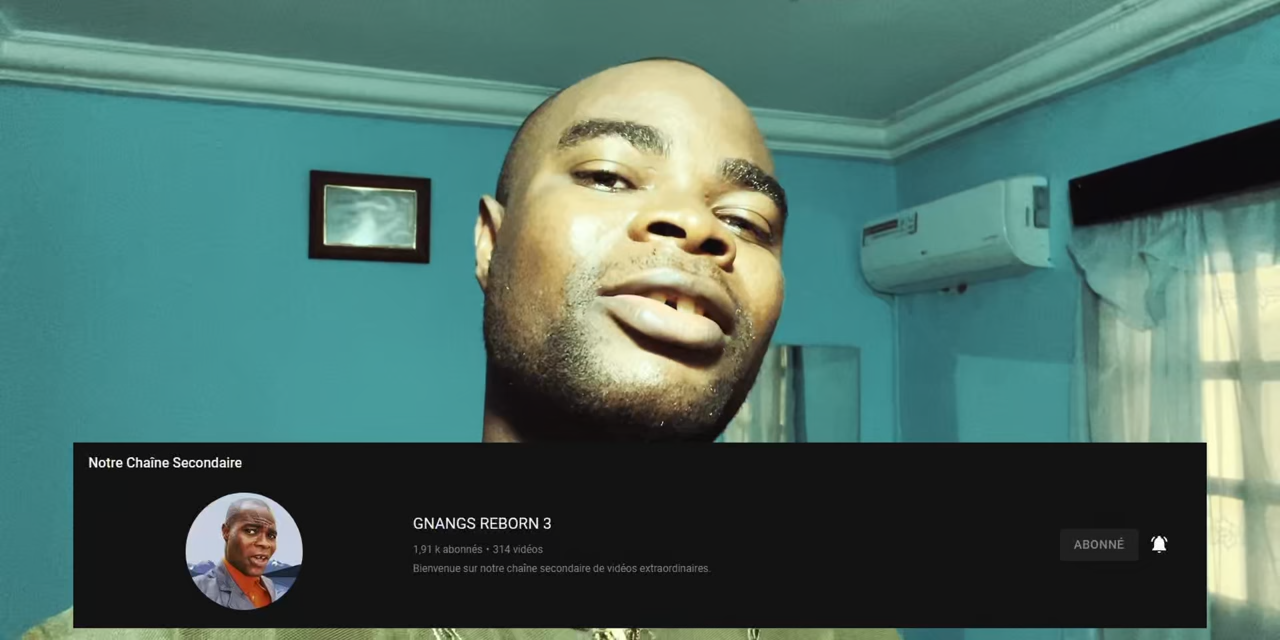 Notre Chaîne Secondaire
GNANGS REBORN 3
1,91 k abonnés • 314 vidéos
Bienvenue sur notre chaîne secondaire de vidéos extraordinaires.
ABONNÉ